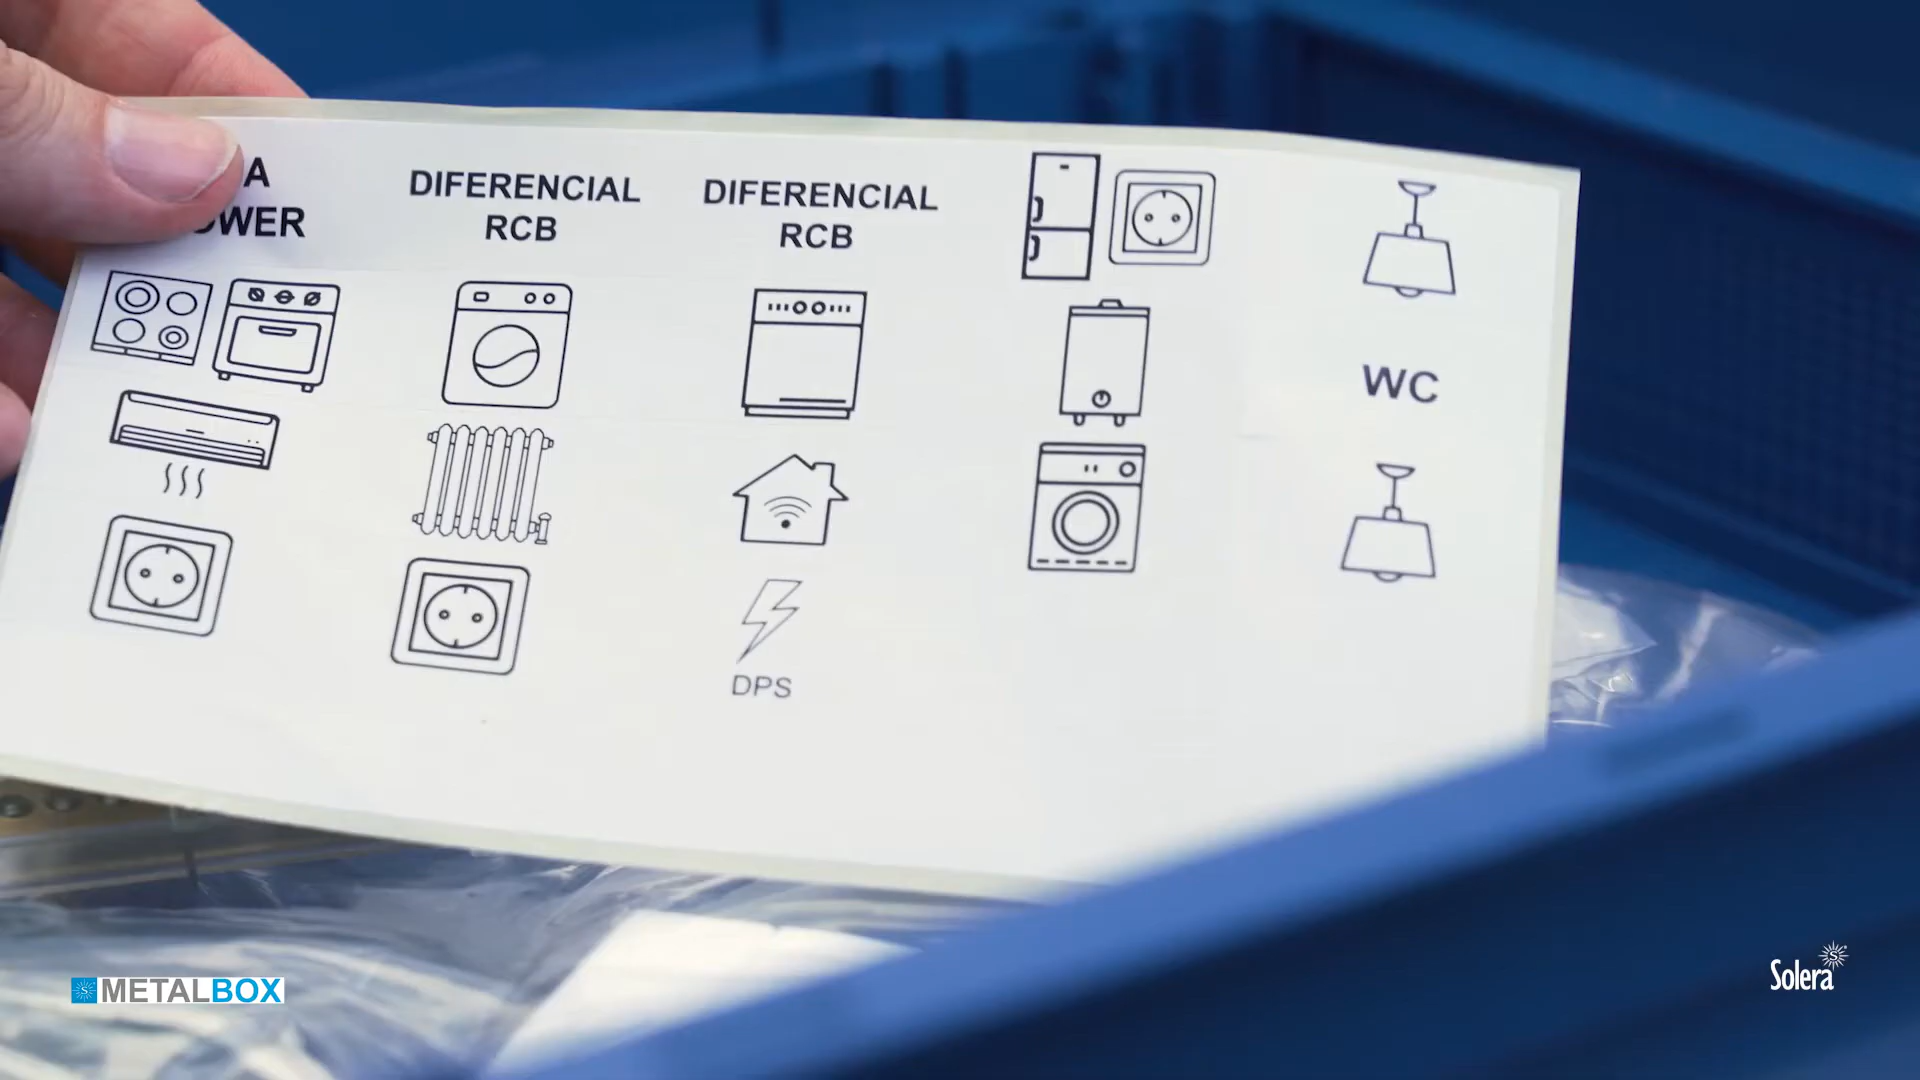 A
DIFERENCIAL
RCB
DIFERENCIAL
RCB
WC
DPS
METALBOX
Solera